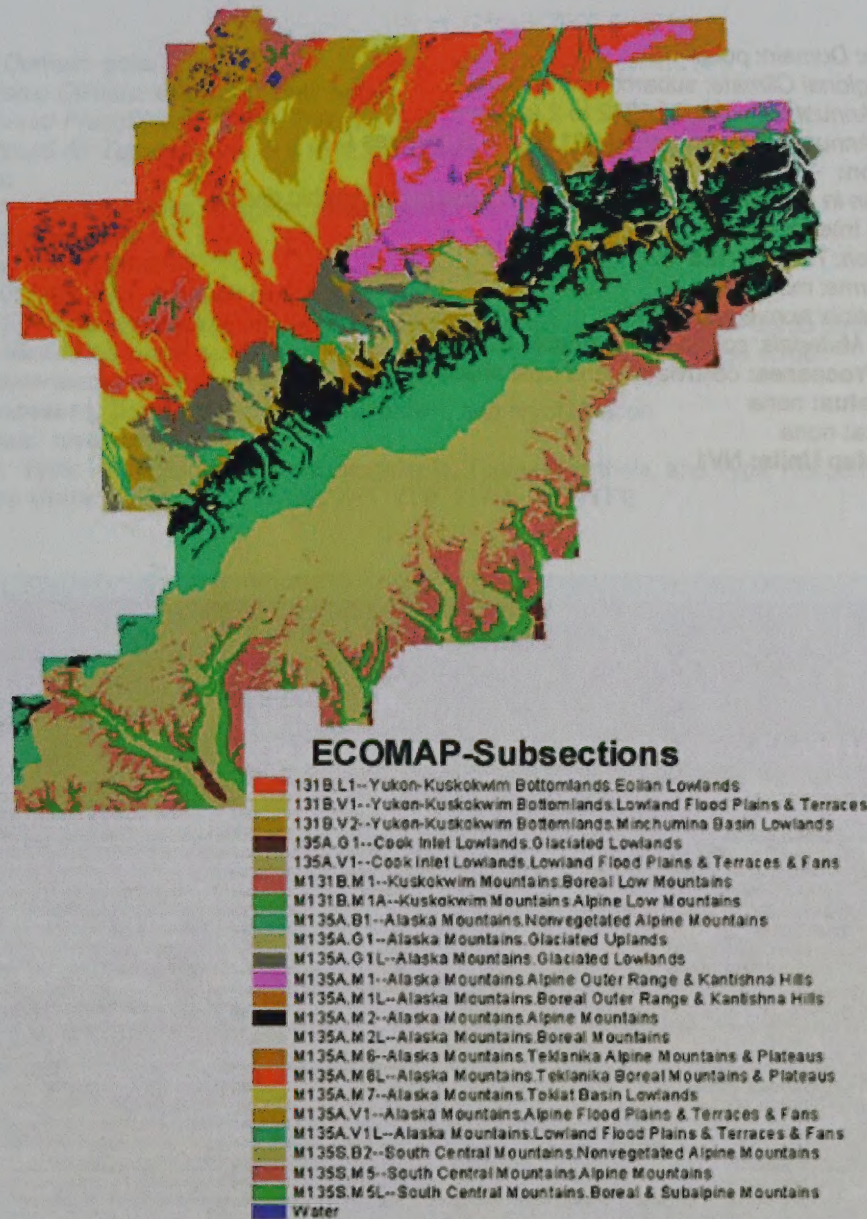 ECOMAP-Subsections
131B.L1--Yukon-Kuskokwim Bottomlands.Eolian Lowlands
131B.V1--Yukon-Kuskokwim Bottomlands.Lowland Flood Plains & Terraces
131B.V2--Yukon-Kuskokwim Bottomlands.Minchumina Basin Lowlands
135A.G1--Cook Inlet Lowlands.Glaciated Lowlands
135A.V1--Cook Inlet Lowlands.Lowland Flood Plains & Terraces & Fans
M131B.M1--Kuskokwim Mountains.Boreal Low Mountains
M131B.M1A--Kuskokwim Mountains.Alpine Low Mountains
M135A.B1--Alaska Mountains.Nonvegetated Alpine Mountains
M135A.G1--Alaska Mountains.Glaciated Uplands
M135A.G1L--Alaska Mountains.Glaciated Lowlands
M135A.M1--Alaska Mountains.Alpine Outer Range & Kantishna Hills
M135A.M1L--Alaska Mountains.Boreal Outer Range & Kantishna Hills
M135A.M2--Alaska Mountains.Alpine Mountains
M135A.M2L--Alaska Mountains.Boreal Mountains
M135A.M6--Alaska Mountains.Teklanika Alpine Mountains & Plateaus
M135A.M6L--Alaska Mountains.Teklanika Boreal Mountains & Plateaus
M135A.M7--Alaska Mountains.Toklat Basin Lowlands
M135A.V1--Alaska Mountains.Alpine Flood Plains & Terraces & Fans
M135A.V1L--Alaska Mountains.Lowland Flood Plains & Terraces & Fans
M135S.B2--South Central Mountains.Nonvegetated Alpine Mountains
M135S.M5--South Central Mountains.Alpine Mountains
M135S.M5L--South Central Mountains.Boreal & Subalpine Mountains
Water